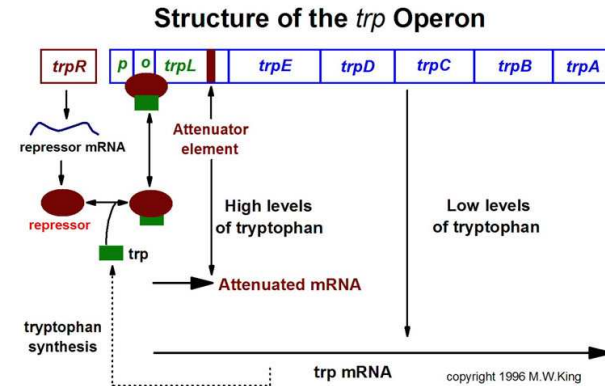 Structure of the trp Operon
trpR
p
o
trpL
trpE
trpD
trpC
trpB
trpA
repressor mRNA
Attenuator
element
repressor
High levels
of tryptophan
Low levels
of tryptophan
trp
Attenuated mRNA
tryptophan
synthesis
trp mRNA
copyright 1996 M.W.King